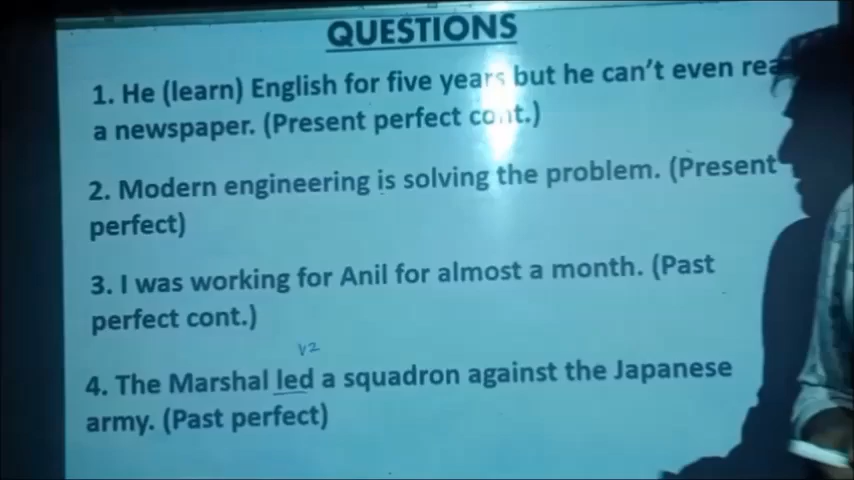 QUESTIONS
1. He (learn) English for five years but he can't even rea
a newspaper. (Present perfect cont.)
2. Modern engineering is solving the problem. (Present
perfect)
3. I was working for Anil for almost a month. (Past
perfect cont.)
V2
4. The Marshal led a squadron against the Japanese
army. (Past perfect)